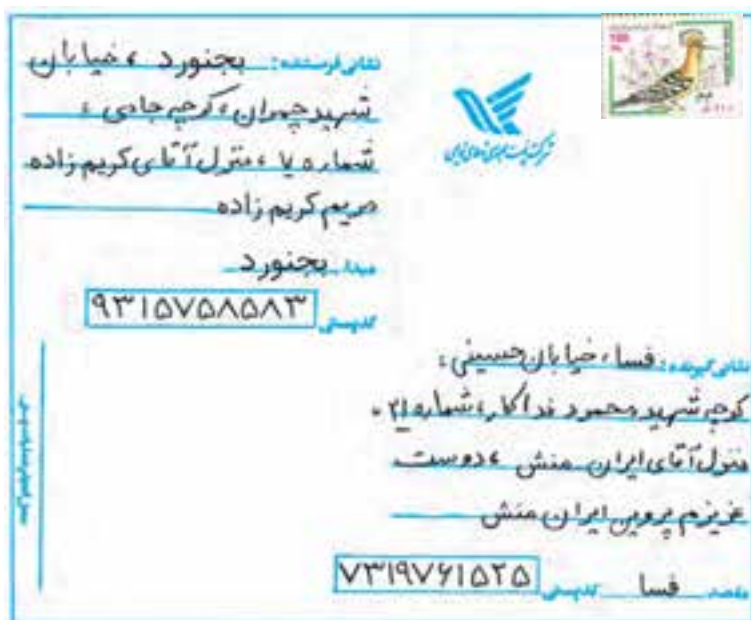 نشانی فرستنده: بجنورد، خیابان
شهید چمران، کوچه جامی،
شماره ۷، منزل آقای کریم زاده
مریم کریم زاده
مبدا بجنورد
کدپستی ۹۳۱۵۷۵۸۵۸۳
نشانی گیرنده: فسا، خیابان حسینی،
کوچه شهید محمود فداکار، شماره ۲۱،
منزل آقای ایران منش، دوست
عزیزم پروین ایران منش
مقصد فسا کدپستی ۷۳۱۹۷۶۱۵۲۵